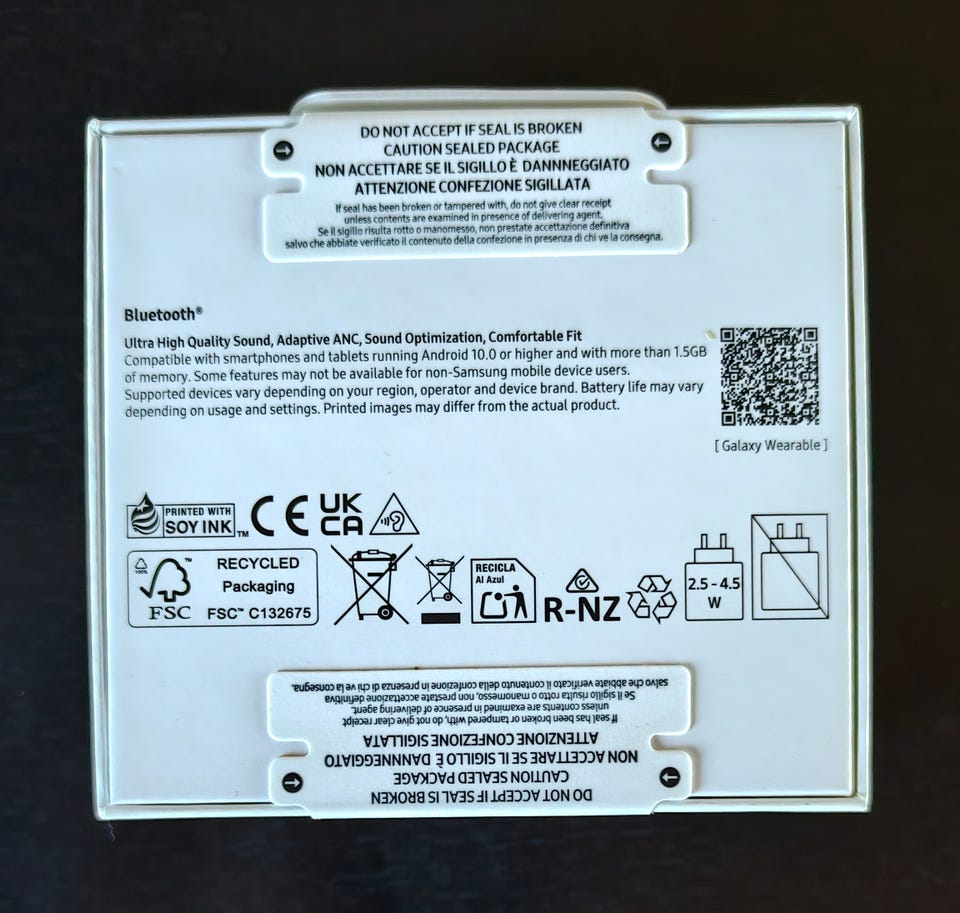 DO NOT ACCEPT IF SEAL IS BROKEN
CAUTION SEALED PACKAGE
NON ACCETTARE SE IL SIGILLO È DANNNEGGIATO
ATTENZIONE CONFEZIONE SIGILLATA
If seal has been broken or tampered with, do not give clear receipt
unless contents are examined in presence of delivering agent.
Se il sigillo risulta rotto o manomesso, non prestate accettazione definitiva
salvo che abbiate verificato il contenuto della confezione in presenza di chi ve la consegna.
Bluetooth®
Ultra High Quality Sound, Adaptive ANC, Sound Optimization, Comfortable Fit
Compatible with smartphones and tablets running Android 10.0 or higher and with more than 1.5GB
of memory. Some features may not be available for non-Samsung mobile device users.
Supported devices vary depending on your region, operator and device brand. Battery life may vary
depending on usage and settings. Printed images may differ from the actual product.
[ Galaxy Wearable ]
PRINTED WITH
SOY INK™
CE
UK
CA
100%
™
FSC
RECYCLED
Packaging
FSC™ C132675
RECICLA
Al Azul
R-NZ
2.5 - 4.5
W
DO NOT ACCEPT IF SEAL IS BROKEN
CAUTION SEALED PACKAGE
NON ACCETTARE SE IL SIGILLO È DANNNEGGIATO
ATTENZIONE CONFEZIONE SIGILLATA
If seal has been broken or tampered with, do not give clear receipt
unless contents are examined in presence of delivering agent.
Se il sigillo risulta rotto o manomesso, non prestate accettazione definitiva
salvo che abbiate verificato il contenuto della confezione in presenza di chi ve la consegna.